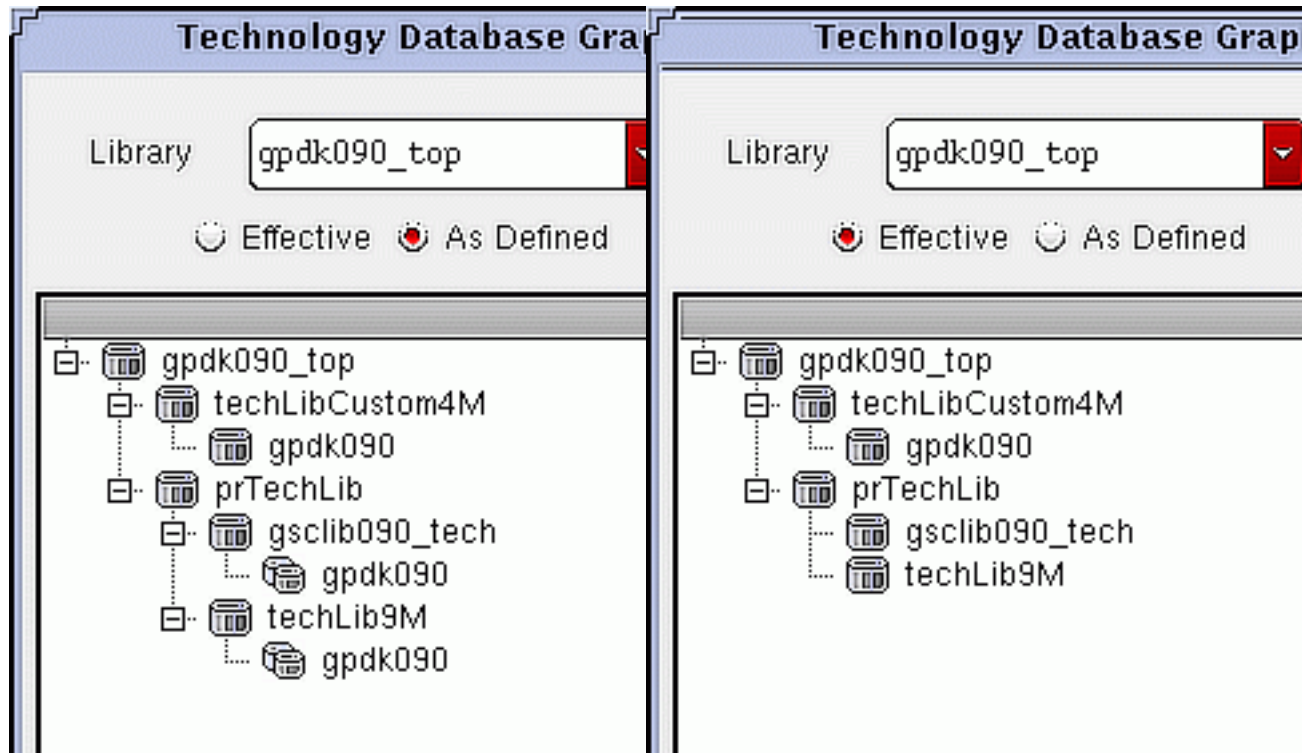 Technology Database Gra
Library gpdk090_top
Effective As Defined
gpdk090_top
techLibCustom4M
gpdk090
prTechLib
gsclib090_tech
gpdk090
techLib9M
gpdk090
Technology Database Grap
Library gpdk090_top
Effective As Defined
gpdk090_top
techLibCustom4M
gpdk090
prTechLib
gsclib090_tech
techLib9M